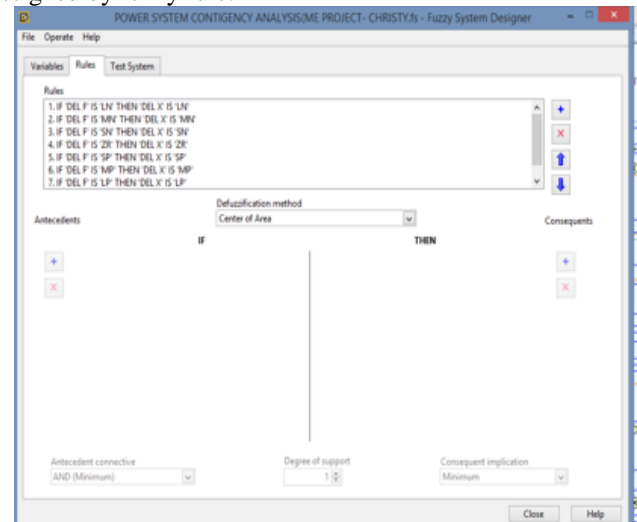 POWER SYSTEM CONTIGENCY ANALYSIS(ME PROJECT- CHRISTY.fs - Fuzzy System Designer
File Operate Help
Variables Rules Test System
Rules
1. IF 'DEL F' IS 'LN' THEN 'DEL X' IS 'LN'
2. IF 'DEL F' IS 'MN' THEN 'DEL X' IS 'MN'
3. IF 'DEL F' IS 'SN' THEN 'DEL X' IS 'SN'
4. IF 'DEL F' IS 'ZR' THEN 'DEL X' IS 'ZR'
5. IF 'DEL F' IS 'SP' THEN 'DEL X' IS 'SP'
6. IF 'DEL F' IS 'MP' THEN 'DEL X' IS 'MP'
7. IF 'DEL F' IS 'LP' THEN 'DEL X' IS 'LP'
Defuzzification method
Antecedents Center of Area Consequents
IF THEN
Antecedent connective Degree of support Consequent implication
AND (Minimum) 1 Minimum
Close Help